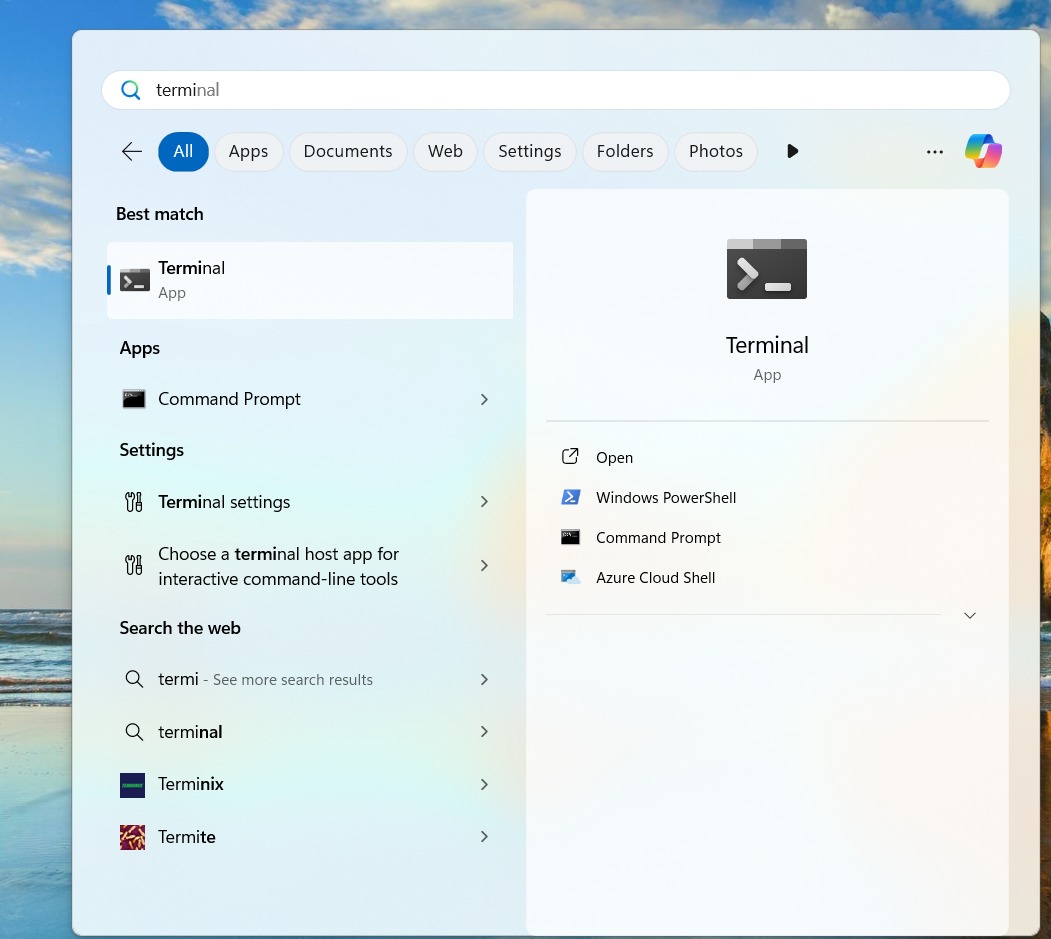 terminal
All
Apps
Documents
Web
Settings
Folders
Photos
Best match
Terminal
App
Apps
Command Prompt
Settings
Terminal settings
Choose a terminal host app for
interactive command-line tools
Search the web
termi - See more search results
terminal
Terminix
Termite
Terminal
App
Open
Windows PowerShell
Command Prompt
Azure Cloud Shell